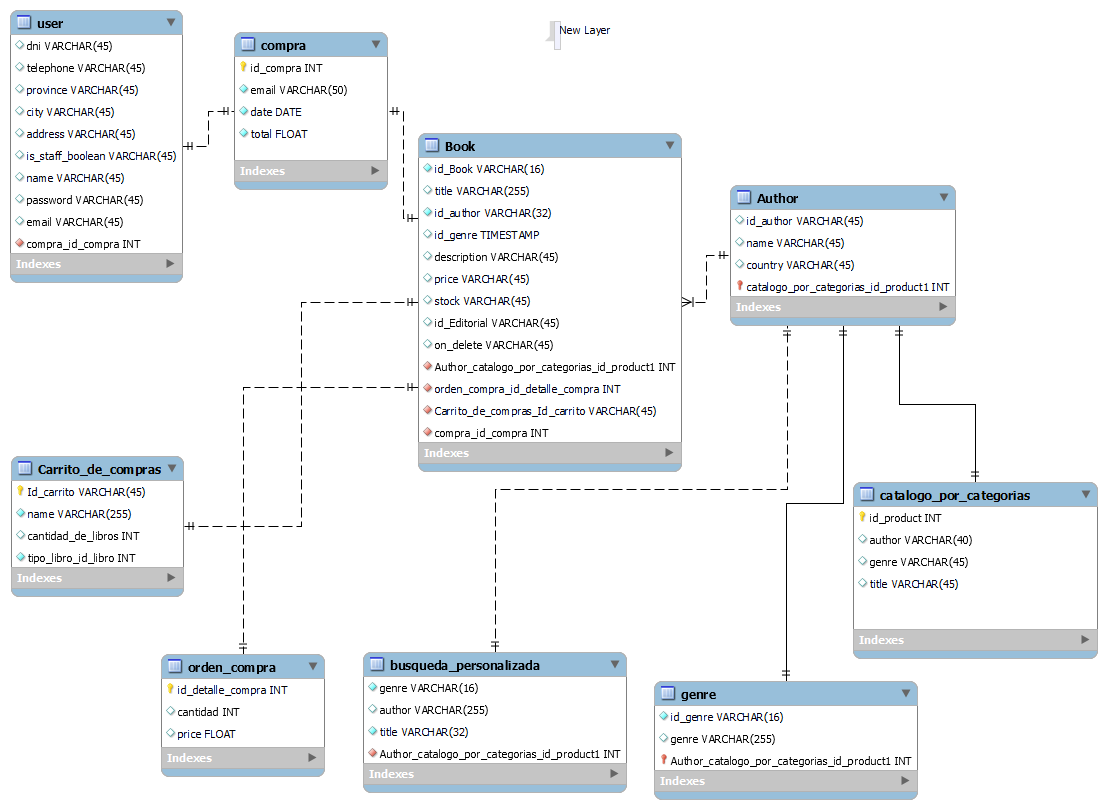 user
dni VARCHAR(45)
telephone VARCHAR(45)
province VARCHAR(45)
city VARCHAR(45)
address VARCHAR(45)
is_staff_boolean VARCHAR(45)
name VARCHAR(45)
password VARCHAR(45)
email VARCHAR(45)
compra_id_compra INT
Indexes
compra
id_compra INT
email VARCHAR(50)
date DATE
total FLOAT
Indexes
New Layer
Book
id_Book VARCHAR(16)
title VARCHAR(255)
id_author VARCHAR(32)
id_genre TIMESTAMP
description VARCHAR(45)
price VARCHAR(45)
stock VARCHAR(45)
id_Editorial VARCHAR(45)
on_delete VARCHAR(45)
Author_catalogo_por_categorias_id_product1 INT
orden_compra_id_detalle_compra INT
Carrito_de_compras_Id_carrito VARCHAR(45)
compra_id_compra INT
Indexes
Author
id_author VARCHAR(45)
name VARCHAR(45)
country VARCHAR(45)
catalogo_por_categorias_id_product1 INT
Indexes
Carrito_de_compras
Id_carrito VARCHAR(45)
name VARCHAR(255)
cantidad_de_libros INT
tipo_libro_id_libro INT
Indexes
catalogo_por_categorias
id_product INT
author VARCHAR(40)
genre VARCHAR(45)
title VARCHAR(45)
Indexes
orden_compra
id_detalle_compra INT
cantidad INT
price FLOAT
Indexes
busqueda_personalizada
genre VARCHAR(16)
author VARCHAR(255)
title VARCHAR(32)
Author_catalogo_por_categorias_id_product1 INT
Indexes
genre
id_genre VARCHAR(16)
genre VARCHAR(255)
Author_catalogo_por_categorias_id_product1 INT
Indexes